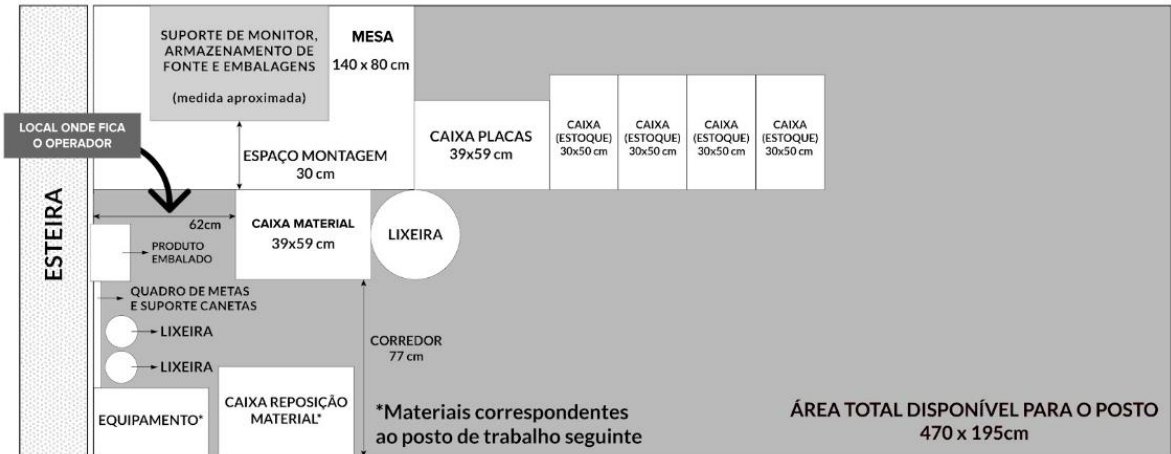 SUPORTE DE MONITOR,
ARMAZENAMENTO DE
FONTE E EMBALAGENS
(medida aproximada)
MESA
140 x 80 cm
LOCAL ONDE FICA
O OPERADOR
ESPAÇO MONTAGEM
30 cm
CAIXA PLACAS
39x59 cm
CAIXA
(ESTOQUE)
30x50 cm
CAIXA
(ESTOQUE)
30x50 cm
CAIXA
(ESTOQUE)
30x50 cm
CAIXA
(ESTOQUE)
30x50 cm
ESTEIRA
62cm
CAIXA MATERIAL
39x59 cm
LIXEIRA
PRODUTO
EMBALADO
QUADRO DE METAS
E SUPORTE CANETAS
LIXEIRA
LIXEIRA
CORREDOR
77 cm
EQUIPAMENTO*
CAIXA REPOSIÇÃO
MATERIAL*
*Materiais correspondentes
ao posto de trabalho seguinte
ÁREA TOTAL DISPONÍVEL PARA O POSTO
470 x 195cm